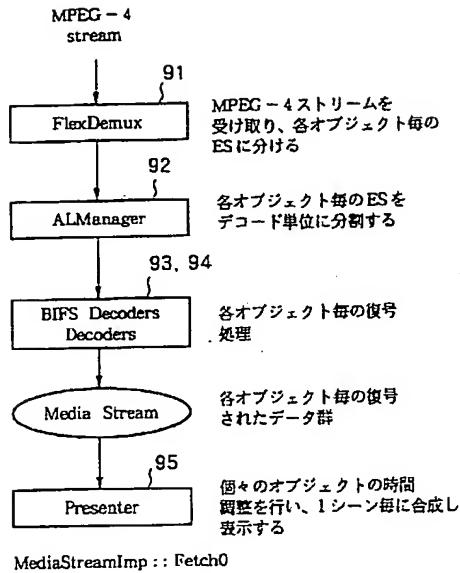 MPEG-4
stream
91
FlexDemux
MPEG-4ストリームを
受け取り、各オブジェクト毎の
ESに分ける
92
ALManager
各オブジェクト毎のESを
デコード単位に分割する
93, 94
BIFS Decoders
Decoders
各オブジェクト毎の復号
処理
Media Stream
各オブジェクト毎の復号
されたデータ群
95
Presenter
個々のオブジェクトの時間
調整を行い、1シーン毎に合成し
表示する
MediaStreamImp :: Fetch0